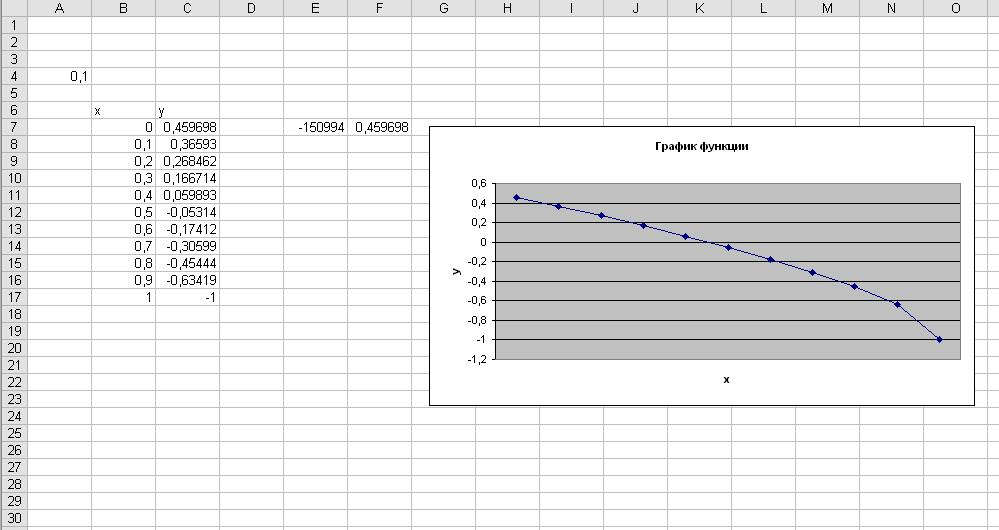 A B C D E F G H I J K L M N O
1
2
3
4 0,1
5
6 x y
7 0 0,459698 -150994 0,459698
8 0,1 0,36593
9 0,2 0,268462
10 0,3 0,166714
11 0,4 0,059893
12 0,5 -0,05314
13 0,6 -0,17412
14 0,7 -0,30599
15 0,8 -0,45444
16 0,9 -0,63419
17 1 -1
18
19
20
21
22
23
24
25
26
27
28
29
30
График функции
0,6
0,4
0,2
0
-0,2
-0,4
-0,6
-0,8
-1
-1,2
y
x